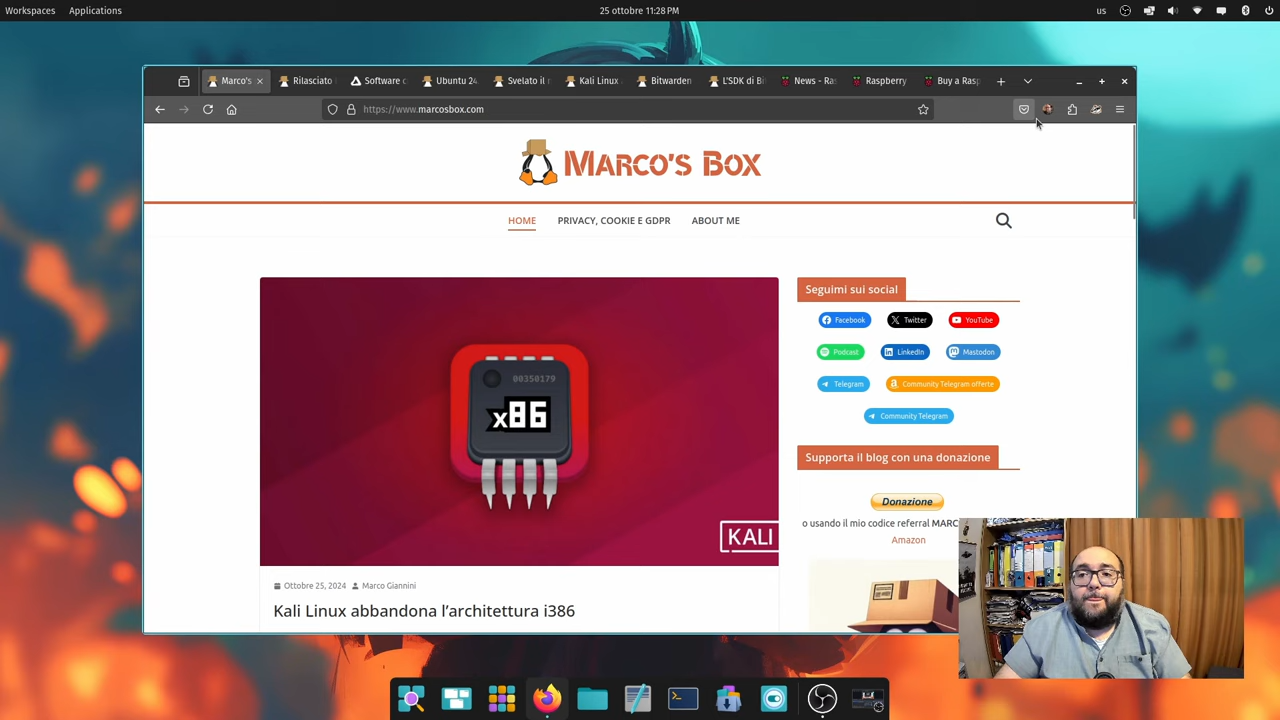 Workspaces Applications 25 ottobre 11:28 PM us
Marco's Rilasciato Software c Ubuntu 24. Svelato il n Kali Linux Bitwarden L'SDK di Bi News - Ras Raspberry Buy a Rasp
https://www.marcosbox.com
MARCO'S BOX
HOME PRIVACY, COOKIE E GDPR ABOUT ME
Seguimi sui social
Facebook Twitter YouTube
Podcast LinkedIn Mastodon
Telegram Community Telegram offerte
Community Telegram
00350179
x86
KALI
Supporta il blog con una donazione
Donazione
o usando il mio codice referral MARC
Amazon
Ottobre 25, 2024 Marco Giannini
Kali Linux abbandona l'architettura i386